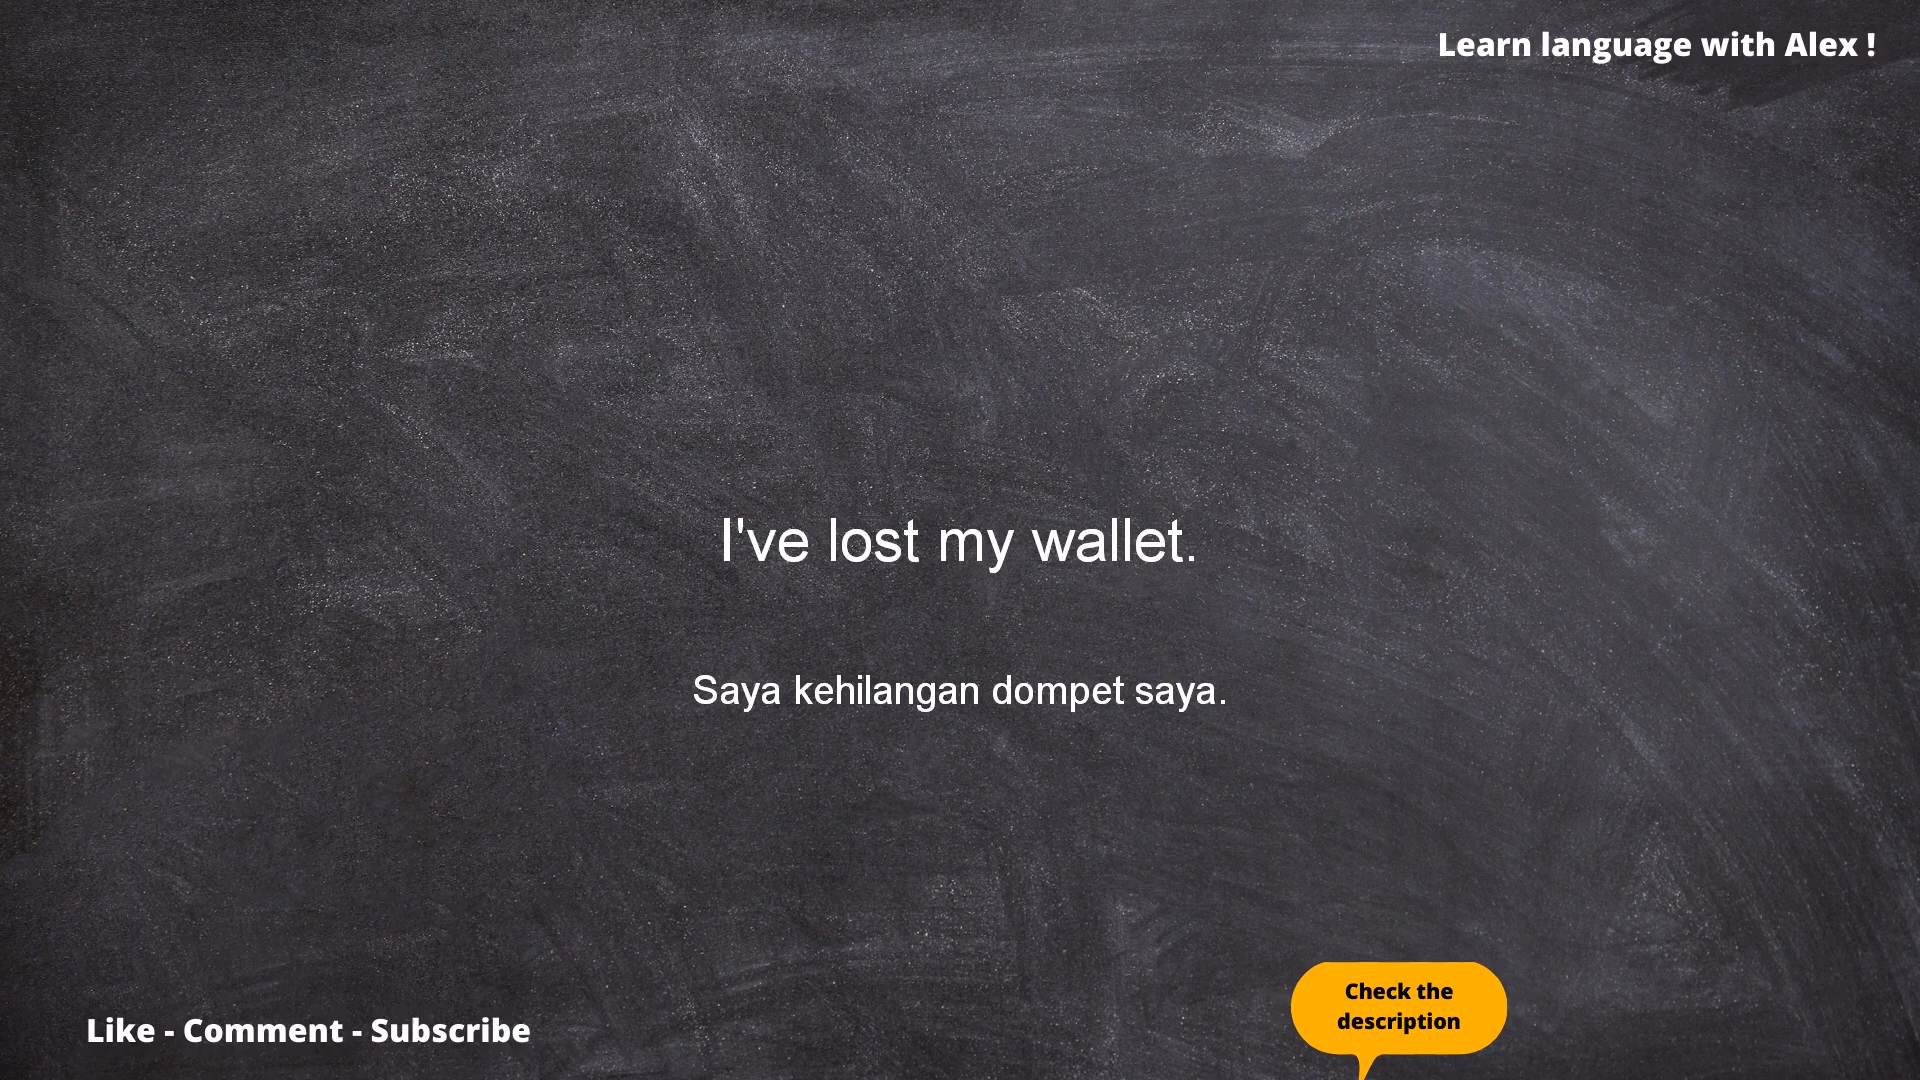 Learn language with Alex !
I've lost my wallet.
Saya kehilangan dompet saya.
Check the
description
Like - Comment - Subscribe